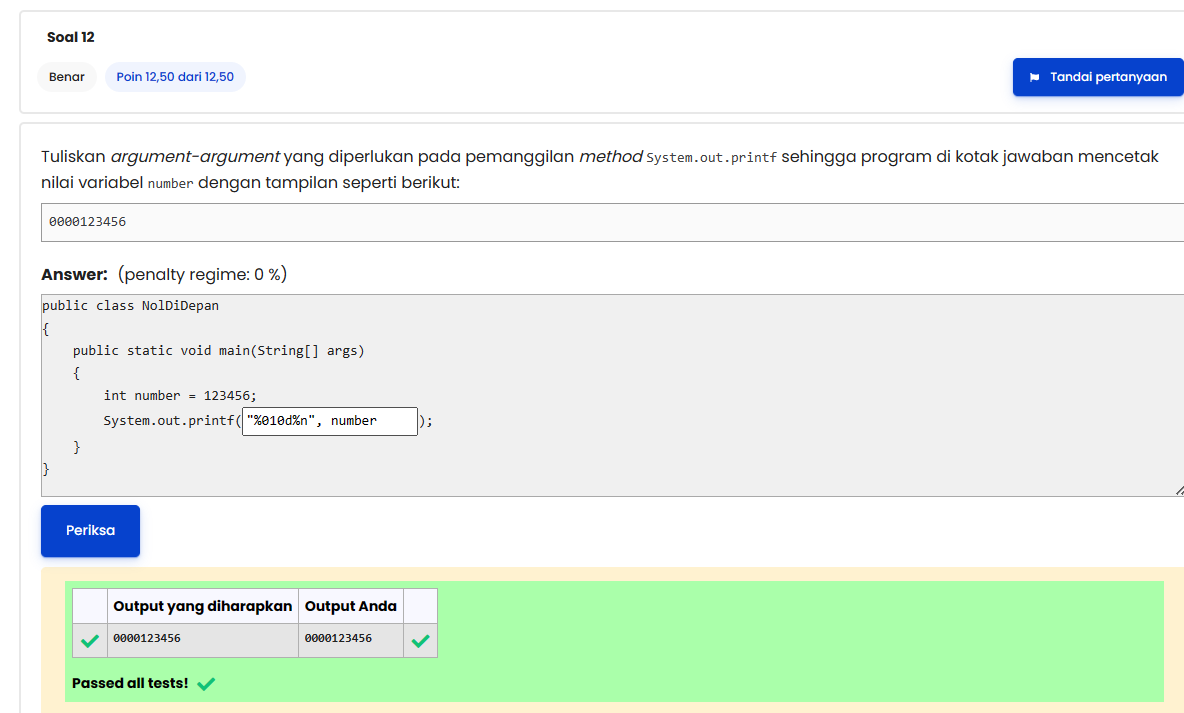 Soal 12
Benar
Poin 12,50 dari 12,50
Tandai pertanyaan
Tuliskan argument-argument yang diperlukan pada pemanggilan method System.out.printf sehingga program di kotak jawaban mencetak
nilai variabel number dengan tampilan seperti berikut:
0000123456
Answer: (penalty regime: 0 %)
public class NolDiDepan
{
    public static void main(String[] args)
    {
        int number = 123456;
        System.out.printf("%010d%n", number);
    }
}
Periksa
Output yang diharapkan Output Anda
0000123456 0000123456
Passed all tests!